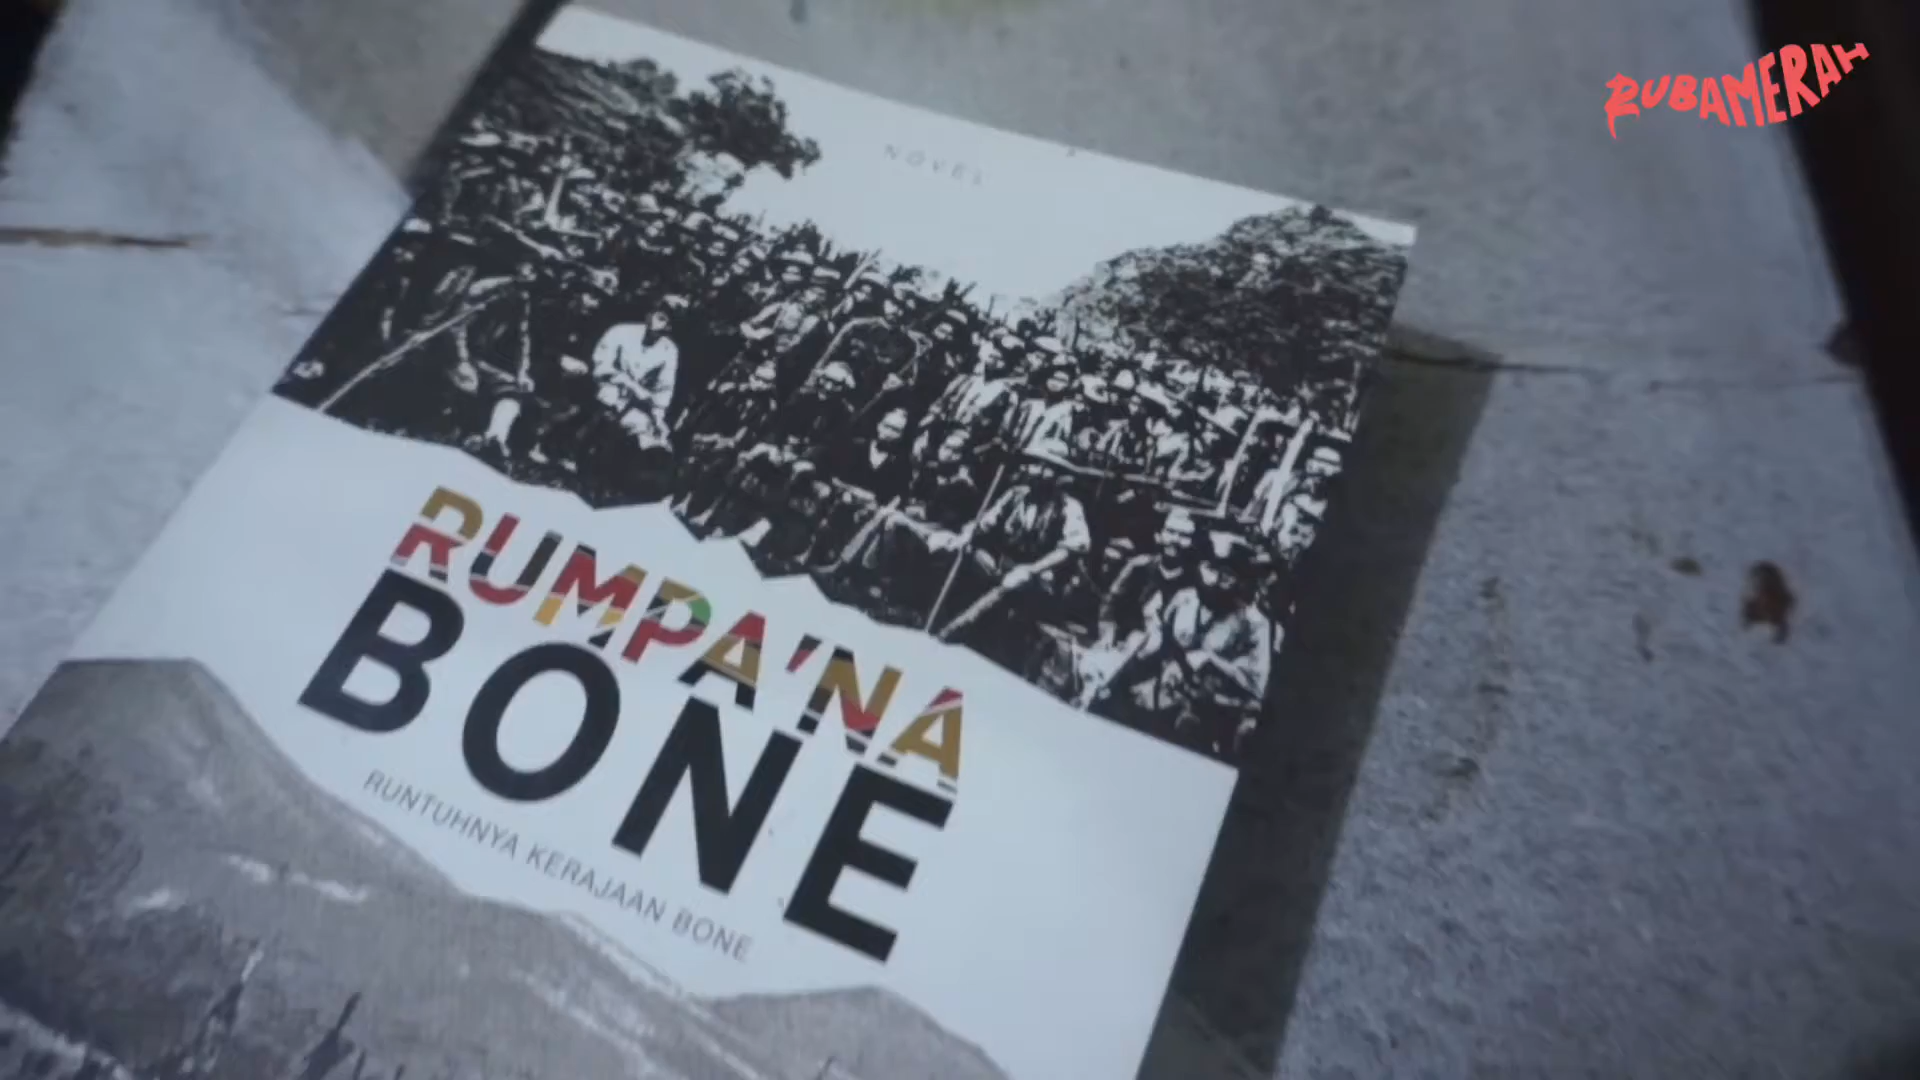 RUBAMERAH
NOVEL
RUMPA'NA
BONE
RUNTUHNYA KERAJAAN BONE